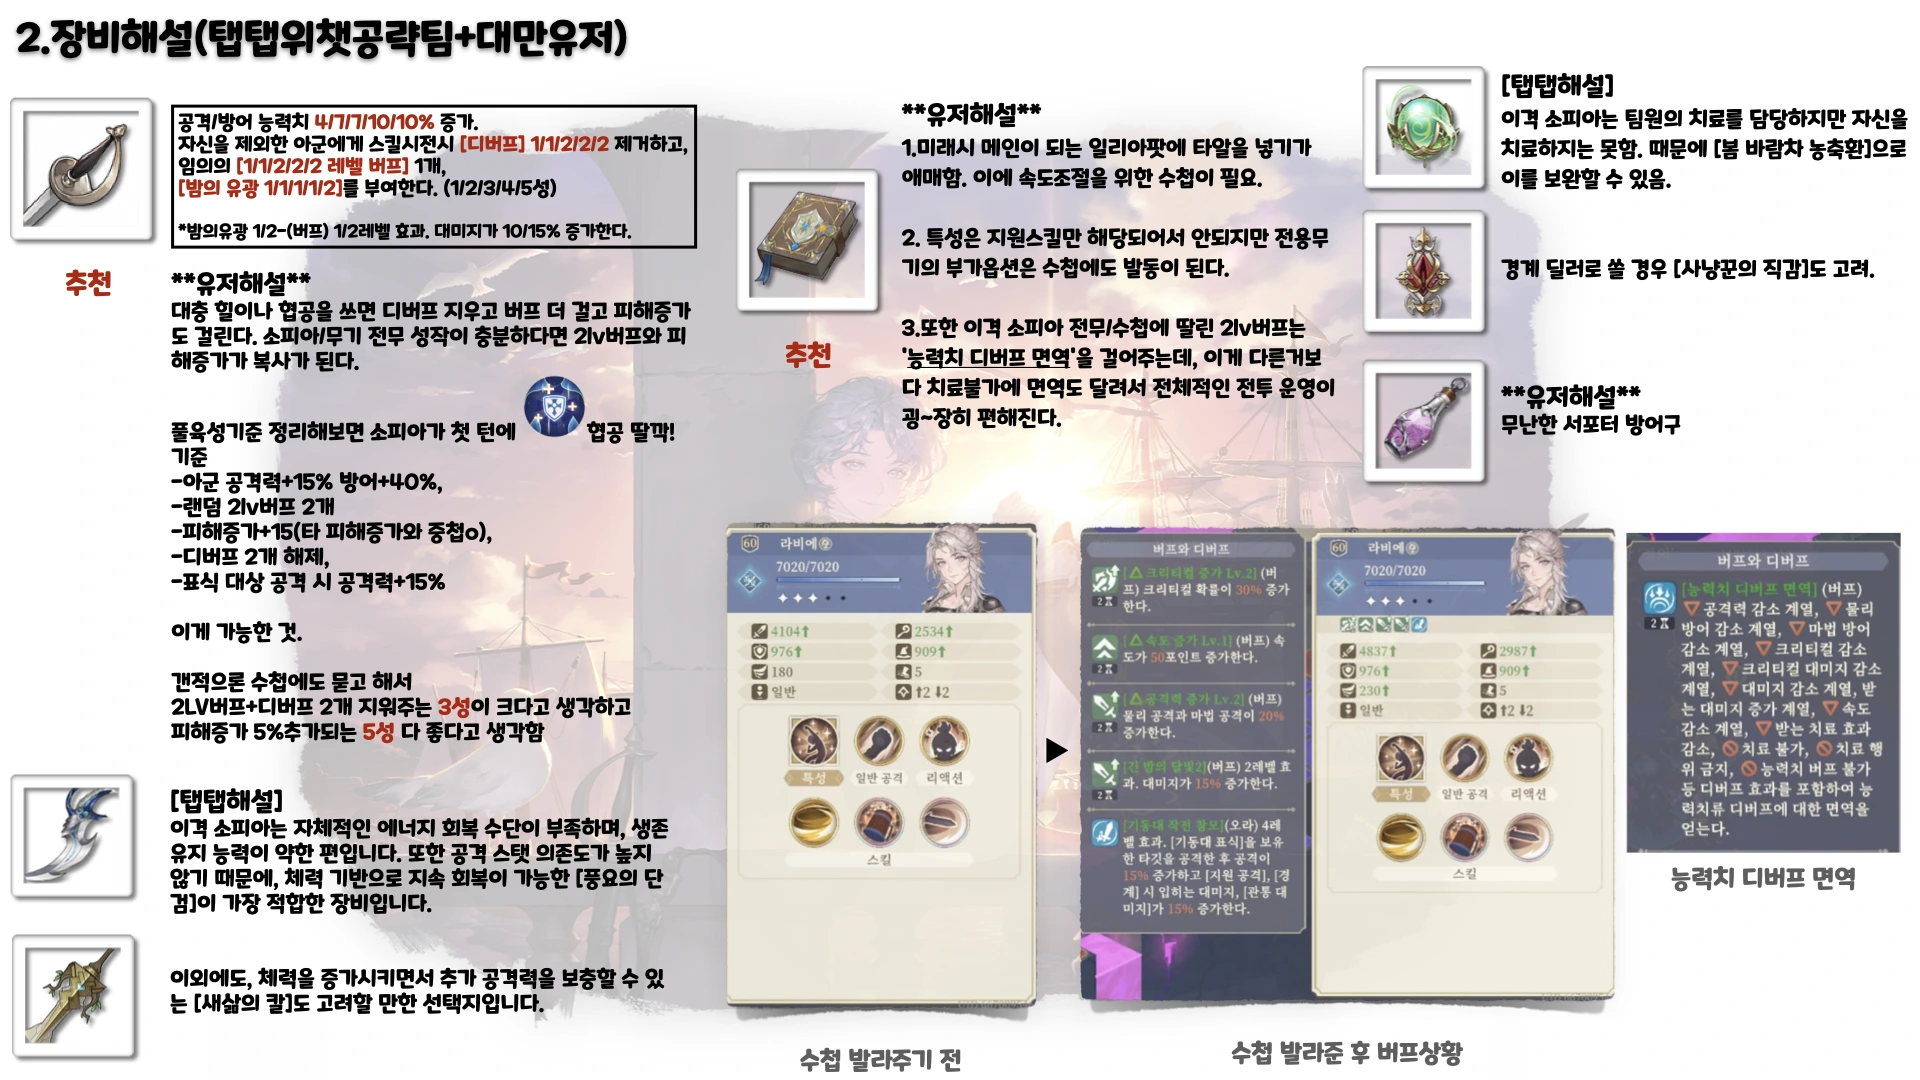 2.장비해설(탭탭위챗공략팀+대만유저)
공격/방어 능력치 4/7/7/10/10% 증가.
자신을 제외한 아군에게 스킬시전시 [디버프] 1/1/2/2/2 제거하고,
임의의 [1/1/2/2/2 레벨 버프] 1개,
[밤의 유광 1/1/1/1/2]를 부여한다. (1/2/3/4/5성)
*밤의유광 1/2-(버프) 1/2레벨 효과. 대미지가 10/15% 증가한다.
추천
**유저해설**
대충 힐이나 협공을 쓰면 디버프 지우고 버프 더 걸고 피해증가
도 걸린다. 소피아/무기 전무 성작이 충분하다면 2lv버프와 피
해증가가 복사가 된다.
풀육성기준 정리해보면 소피아가 첫 턴에 협공 딸깍!
기준
-아군 공격력+15% 방어+40%,
-랜덤 2lv버프 2개
-피해증가+15(타 피해증가와 중첩o),
-디버프 2개 해제,
-표식 대상 공격 시 공격력+15%
이게 가능한 것.
갠적으론 수첩에도 묻고 해서
2LV버프+디버프 2개 지워주는 3성이 크다고 생각하고
피해증가 5%추가되는 5성 다 좋다고 생각함
[탭탭해설]
이격 소피아는 자체적인 에너지 회복 수단이 부족하며, 생존
유지 능력이 약한 편입니다. 또한 공격 스탯 의존도가 높지
않기 때문에, 체력 기반으로 지속 회복이 가능한 [풍요의 단
검]이 가장 적합한 장비입니다.
이외에도, 체력을 증가시키면서 추가 공격력을 보충할 수 있
는 [새삶의 칼]도 고려할 만한 선택지입니다.
추천
**유저해설**
1.미래시 메인이 되는 일리아팟에 타알을 넣기가
애매함. 이에 속도조절을 위한 수첩이 필요.
2. 특성은 지원스킬만 해당되어서 안되지만 전용무
기의 부가옵션은 수첩에도 발동이 된다.
3.또한 이격 소피아 전무/수첩에 딸린 2lv버프는
'능력치 디버프 면역'을 걸어주는데, 이게 다른거보
다 치료불가에 면역도 달려서 전체적인 전투 운영이
굉~장히 편해진다.
[탭탭해설]
이격 소피아는 팀원의 치료를 담당하지만 자신을
치료하지는 못함. 때문에 [봄 바람차 농축환]으로
이를 보완할 수 있음.
경계 딜러로 쓸 경우 [사냥꾼의 직감]도 고려.
**유저해설**
무난한 서포터 방어구
60 라비에
7020/7020
4104↑ 2534↑
976↑ 909↑
180 5
일반 ↑2 ↓2
특성 일반 공격 리액션
스킬
수첩 발라주기 전
버프와 디버프
[△크리티컬 증가 Lv.2] (버
프) 크리티컬 확률이 30% 증가
한다.
2
[△속도 증가 Lv.1] (버프) 속
도가 50포인트 증가한다.
2
[△공격력 증가 Lv.2] (버프)
물리 공격과 마법 공격이 20%
증가한다.
2
[긴 밤의 달빛2](버프) 2레벨 효
과. 대미지가 15% 증가한다.
2
[기동대 작전 참모](오라) 4레
벨 효과. [기동대 표식]을 보유
한 타깃을 공격한 후 공격이
15% 증가하고 [지원 공격], [경
계] 시 입히는 대미지, [관통 대
미지]가 15% 증가한다.
60 라비에
7020/7020
4837↑ 2987↑
976↑ 909↑
230↑ 5
일반 ↑2 ↓2
특성 일반 공격 리액션
스킬
수첩 발라준 후 버프상황
버프와 디버프
[능력치 디버프 면역] (버프)
▽공격력 감소 계열, ▽물리
방어 감소 계열, ▽마법 방어
감소 계열, ▽크리티컬 감소
계열, ▽크리티컬 대미지 감소
계열, ▽대미지 감소 계열, 받
는 대미지 증가 계열, ▽속도
감소 계열, ▽받는 치료 효과
감소, 치료 불가, 치료 행
위 금지, 능력치 버프 불가
등 디버프 효과를 포함하여 능
력치류 디버프에 대한 면역을
얻는다.
2
능력치 디버프 면역